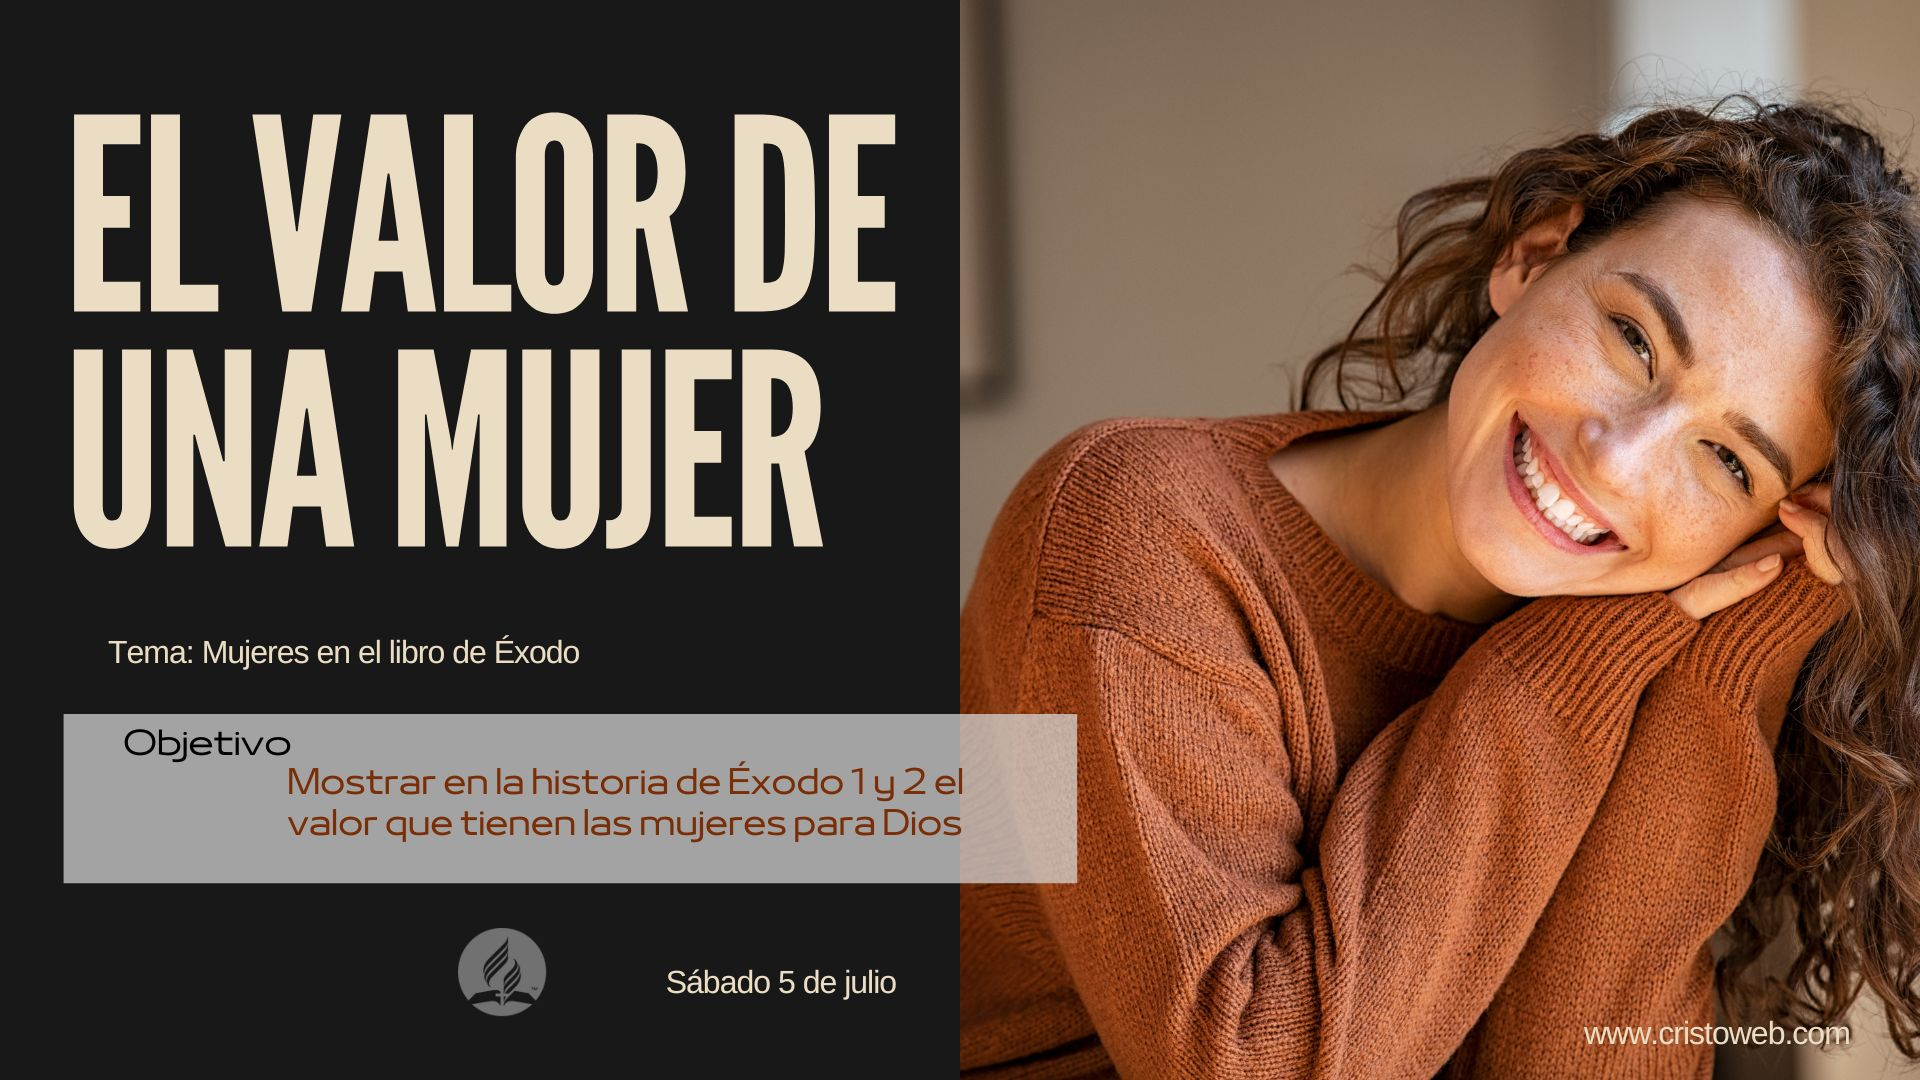 EL VALOR DE
UNA MUJER
Tema: Mujeres en el libro de Éxodo
Objetivo
Mostrar en la historia de Éxodo 1 y 2 el
valor que tienen las mujeres para Dios
Sábado 5 de julio
www.cristoweb.com